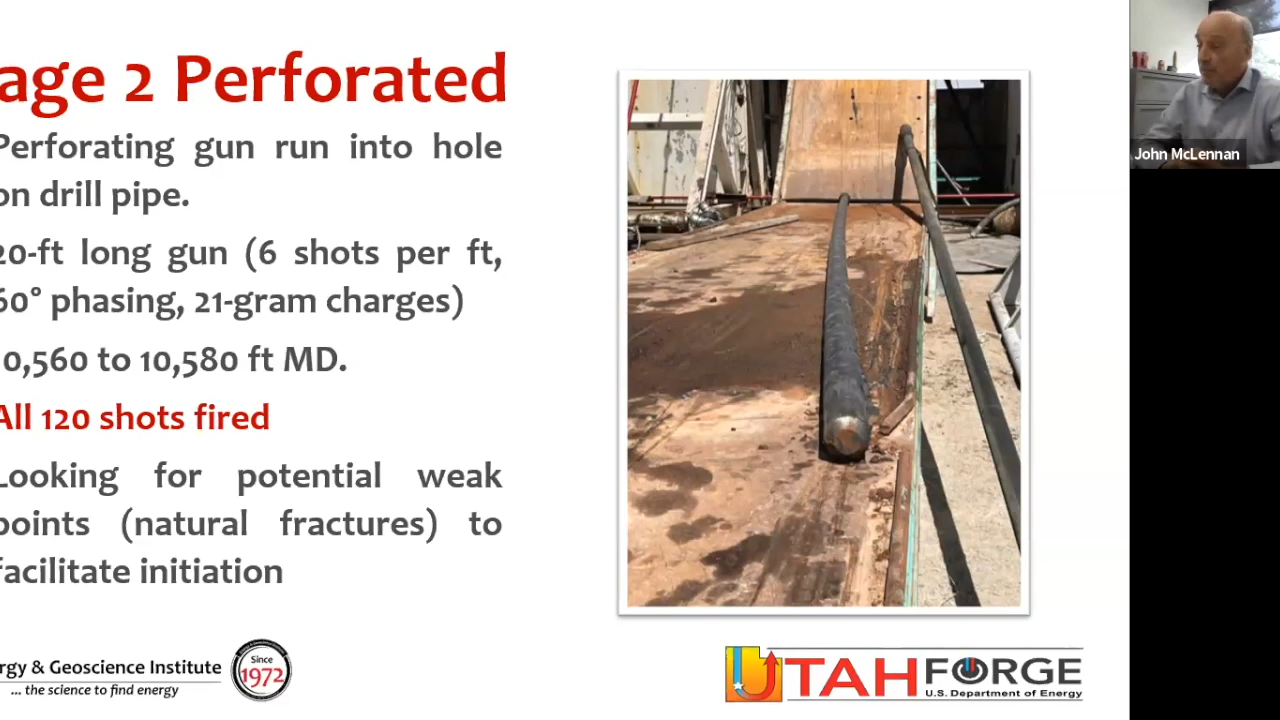 age 2 Perforated
Perforating gun run into hole
on drill pipe.
20-ft long gun (6 shots per ft,
60° phasing, 21-gram charges)
10,560 to 10,580 ft MD.
All 120 shots fired
Looking for potential weak
points (natural fractures) to
facilitate initiation
rgy & Geoscience Institute
... the science to find energy
Since
1972
UTAH FORGE
U.S. Department of Energy
John McLennan